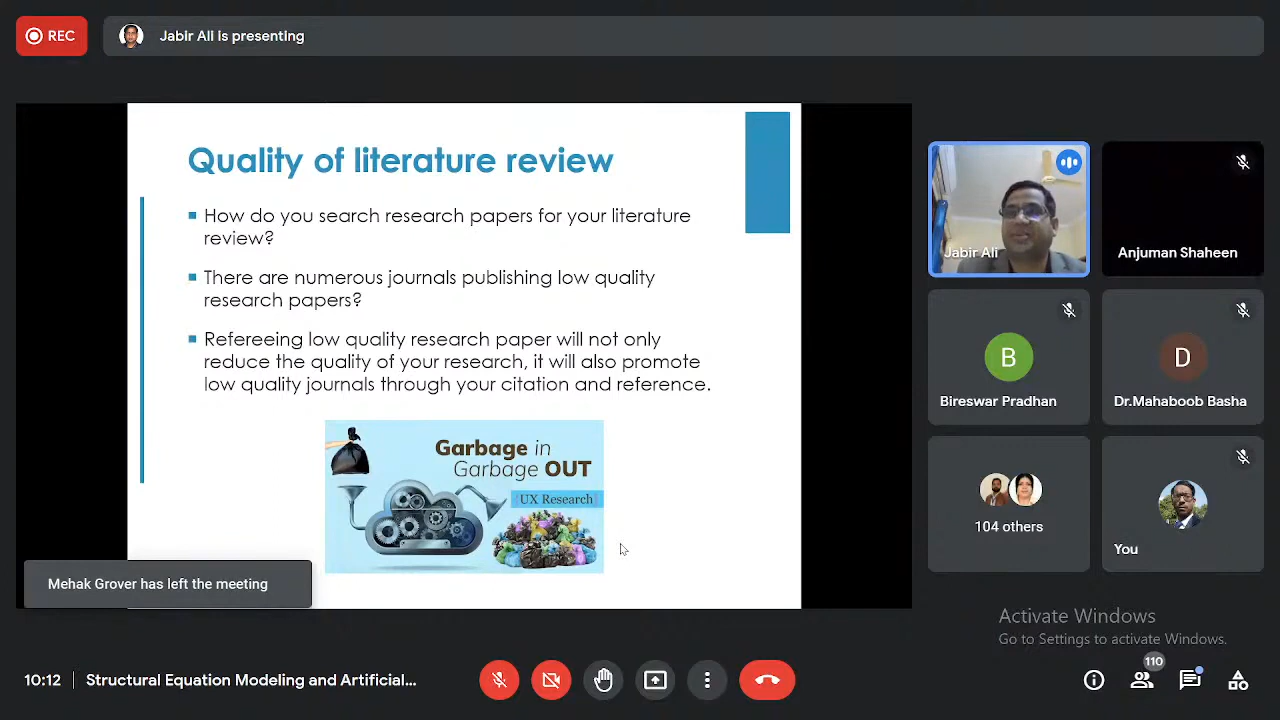 REC
Jabir Ali is presenting
Quality of literature review
How do you search research papers for your literature
review?
There are numerous journals publishing low quality
research papers?
Refereeing low quality research paper will not only
reduce the quality of your research, it will also promote
low quality journals through your citation and reference.
Garbage in
Garbage OUT
UX Research
Mehak Grover has left the meeting
Jabir Ali
Anjuman Shaheen
B
Bireswar Pradhan
D
Dr.Mahaboob Basha
104 others
You
Activate Windows
Go to Settings to activate Windows.
10:12
Structural Equation Modeling and Artificial...
110